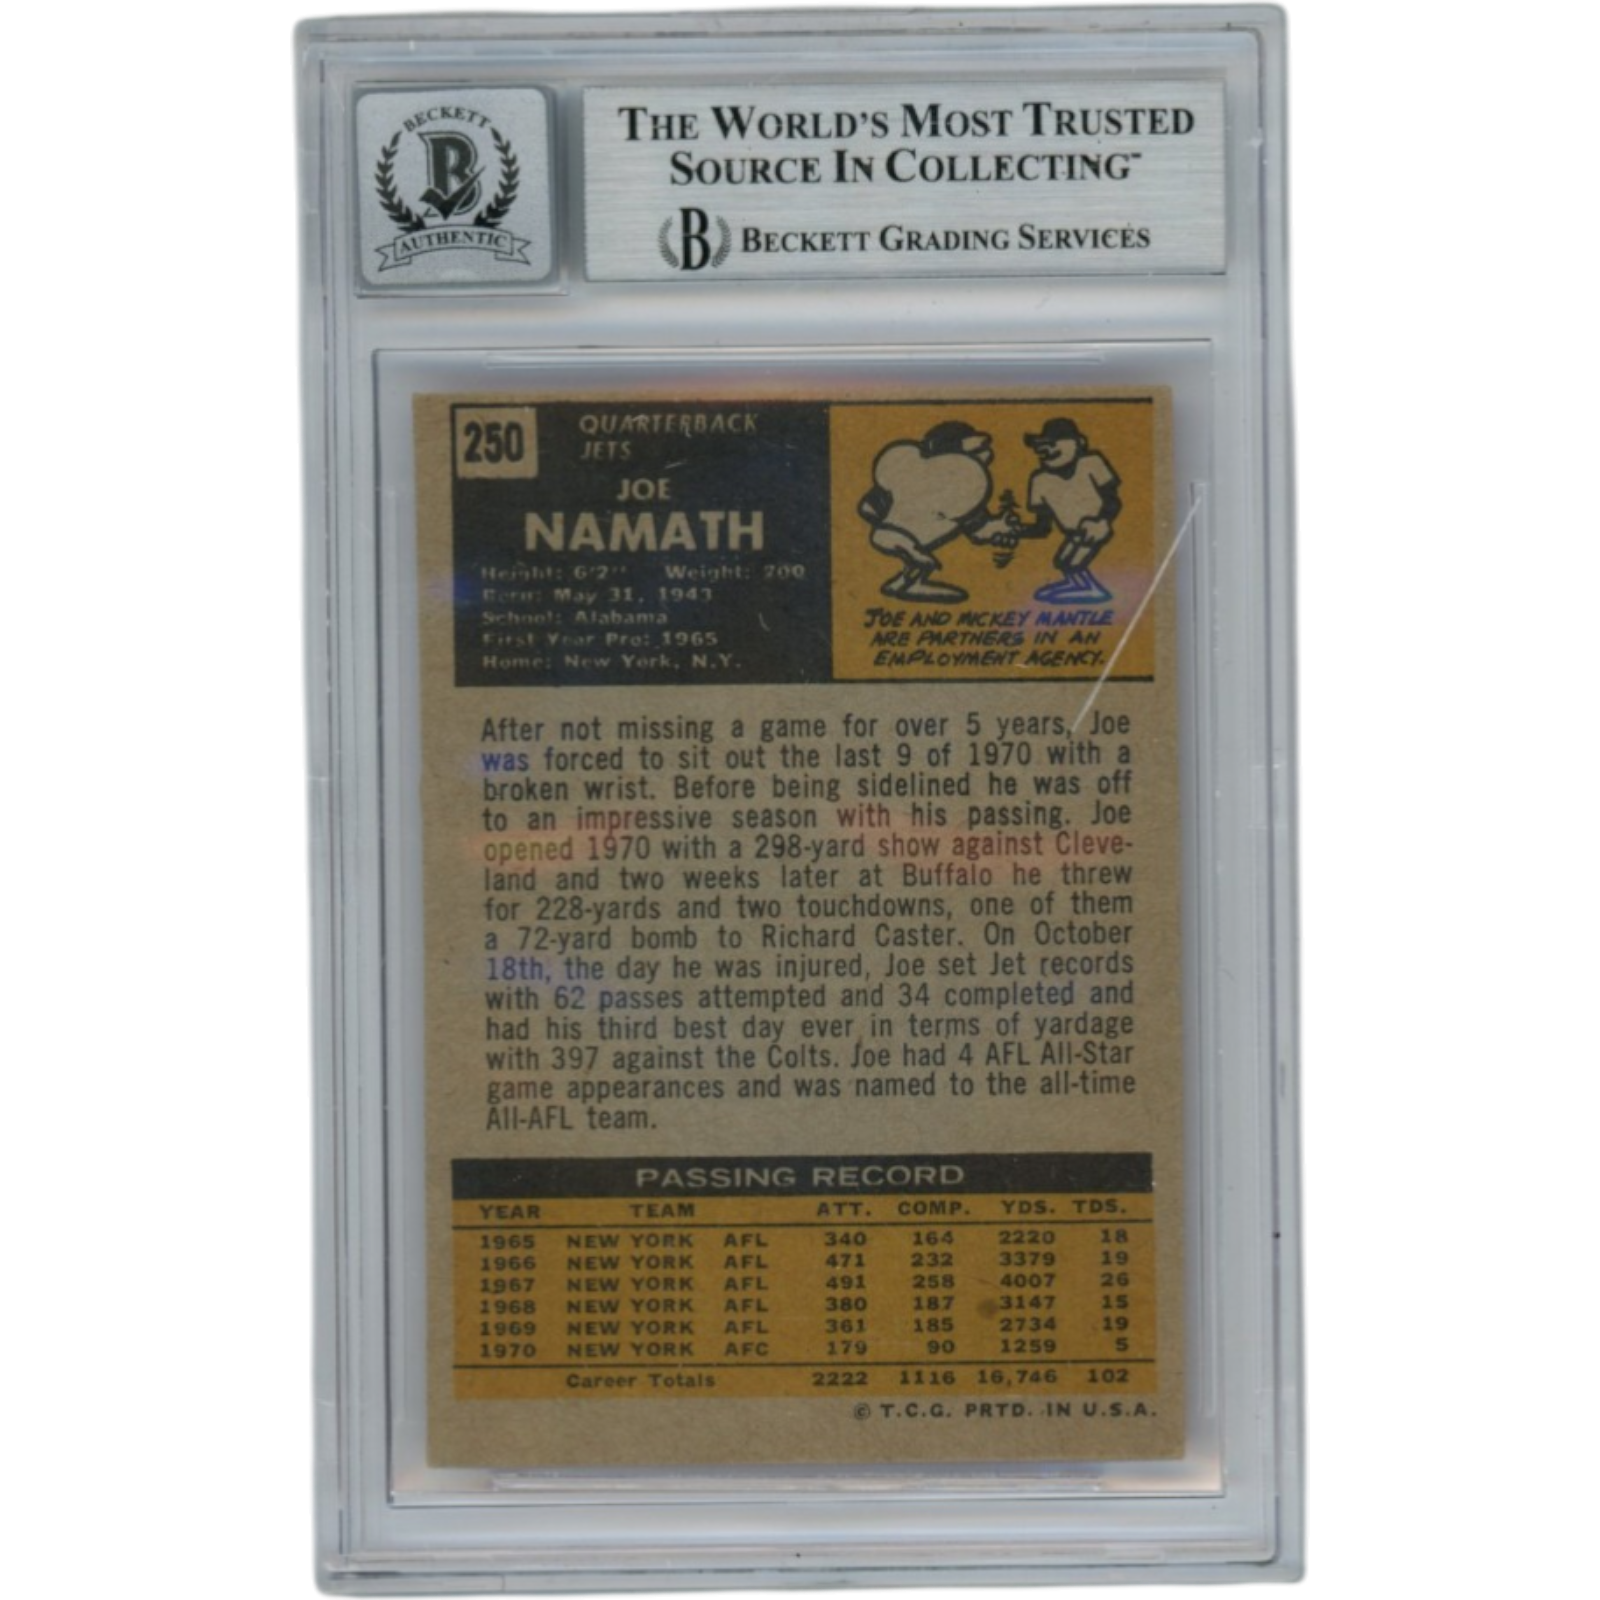 BECKETT
B
AUTHENTIC
THE WORLD'S MOST TRUSTED
SOURCE IN COLLECTING™
B BECKETT GRADING SERVICES
250
QUARTERBACK
JETS
JOE
NAMATH
Height: 6'2" Weight: 200
Born: May 31, 1943
School: Alabama
First Year Pro: 1965
Home: New York, N.Y.
JOE AND MICKEY MANTLE
ARE PARTNERS IN AN
EMPLOYMENT AGENCY.
After not missing a game for over 5 years, Joe
was forced to sit out the last 9 of 1970 with a
broken wrist. Before being sidelined he was off
to an impressive season with his passing. Joe
opened 1970 with a 298-yard show against Cleve-
land and two weeks later at Buffalo he threw
for 228-yards and two touchdowns, one of them
a 72-yard bomb to Richard Caster. On October
18th, the day he was injured, Joe set Jet records
with 62 passes attempted and 34 completed and
had his third best day ever in terms of yardage
with 397 against the Colts. Joe had 4 AFL All-Star
game appearances and was named to the all-time
All-AFL team.
PASSING RECORD
YEAR TEAM ATT. COMP. YDS. TDS.
1965 NEW YORK AFL 340 164 2220 18
1966 NEW YORK AFL 471 232 3379 19
1967 NEW YORK AFL 491 258 4007 26
1968 NEW YORK AFL 380 187 3147 15
1969 NEW YORK AFL 361 185 2734 19
1970 NEW YORK AFC 179 90 1259 5
Career Totals 2222 1116 16,746 102
© T.C.G. PRTD. IN U.S.A.